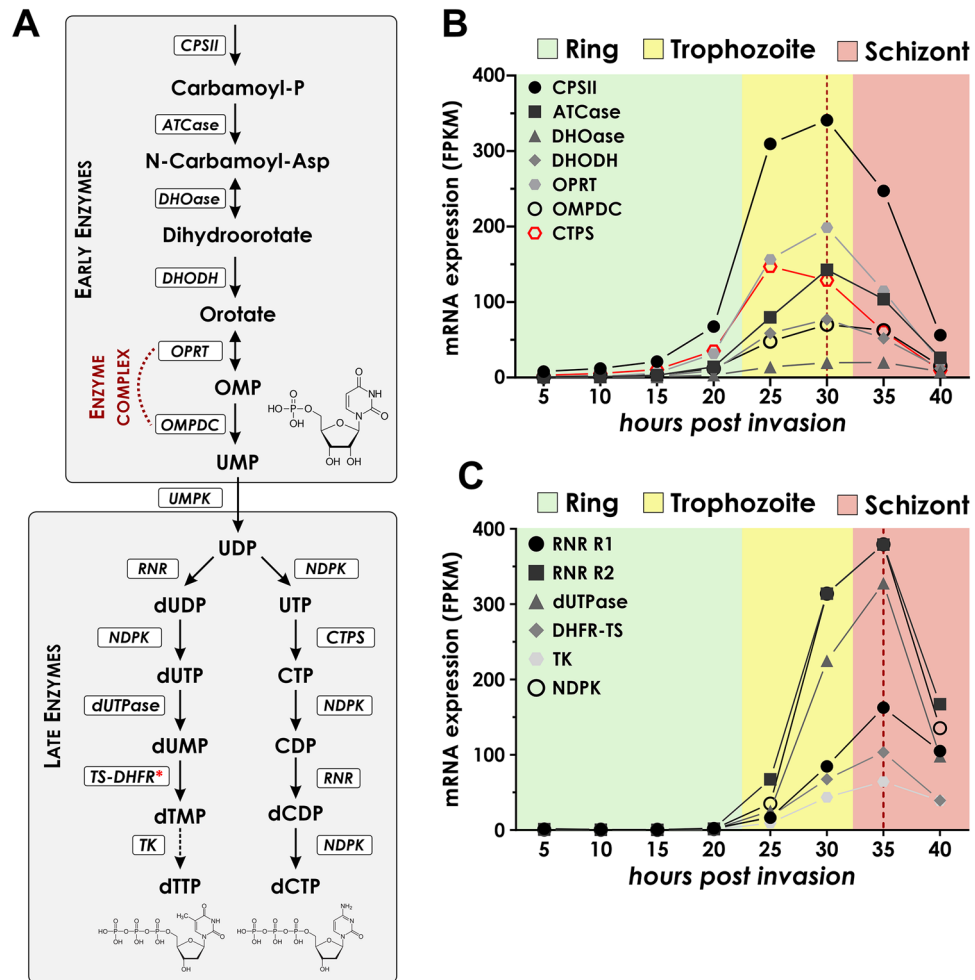 A
CPSII
Carbamoyl-P
ATCase
N-Carbamoyl-Asp
DHOase
Dihydroorotate
DHODH
Orotate
OPRT
OMP
OMPDC
UMP
EARLY ENZYMES
ENZYME
COMPLEX
O
NH
HO P O
OH
N O
O
OH OH
UMPK
UDP
RNR NDPK
dUDP UTP
NDPK CTPS
dUTP CTP
dUTPase NDPK
dUMP CDP
TS-DHFR* RNR
dTMP dCDP
TK NDPK
dTTP dCTP
LATE ENZYMES
B
Ring Trophozoite Schizont
mRNA expression (FPKM)
400
300
200
100
0
CPSII
ATCase
DHOase
DHODH
OPRT
OMPDC
CTPS
5 10 15 20 25 30 35 40
hours post invasion
C
Ring Trophozoite Schizont
mRNA expression (FPKM)
400
300
200
100
0
RNR R1
RNR R2
dUTPase
DHFR-TS
TK
NDPK
5 10 15 20 25 30 35 40
hours post invasion